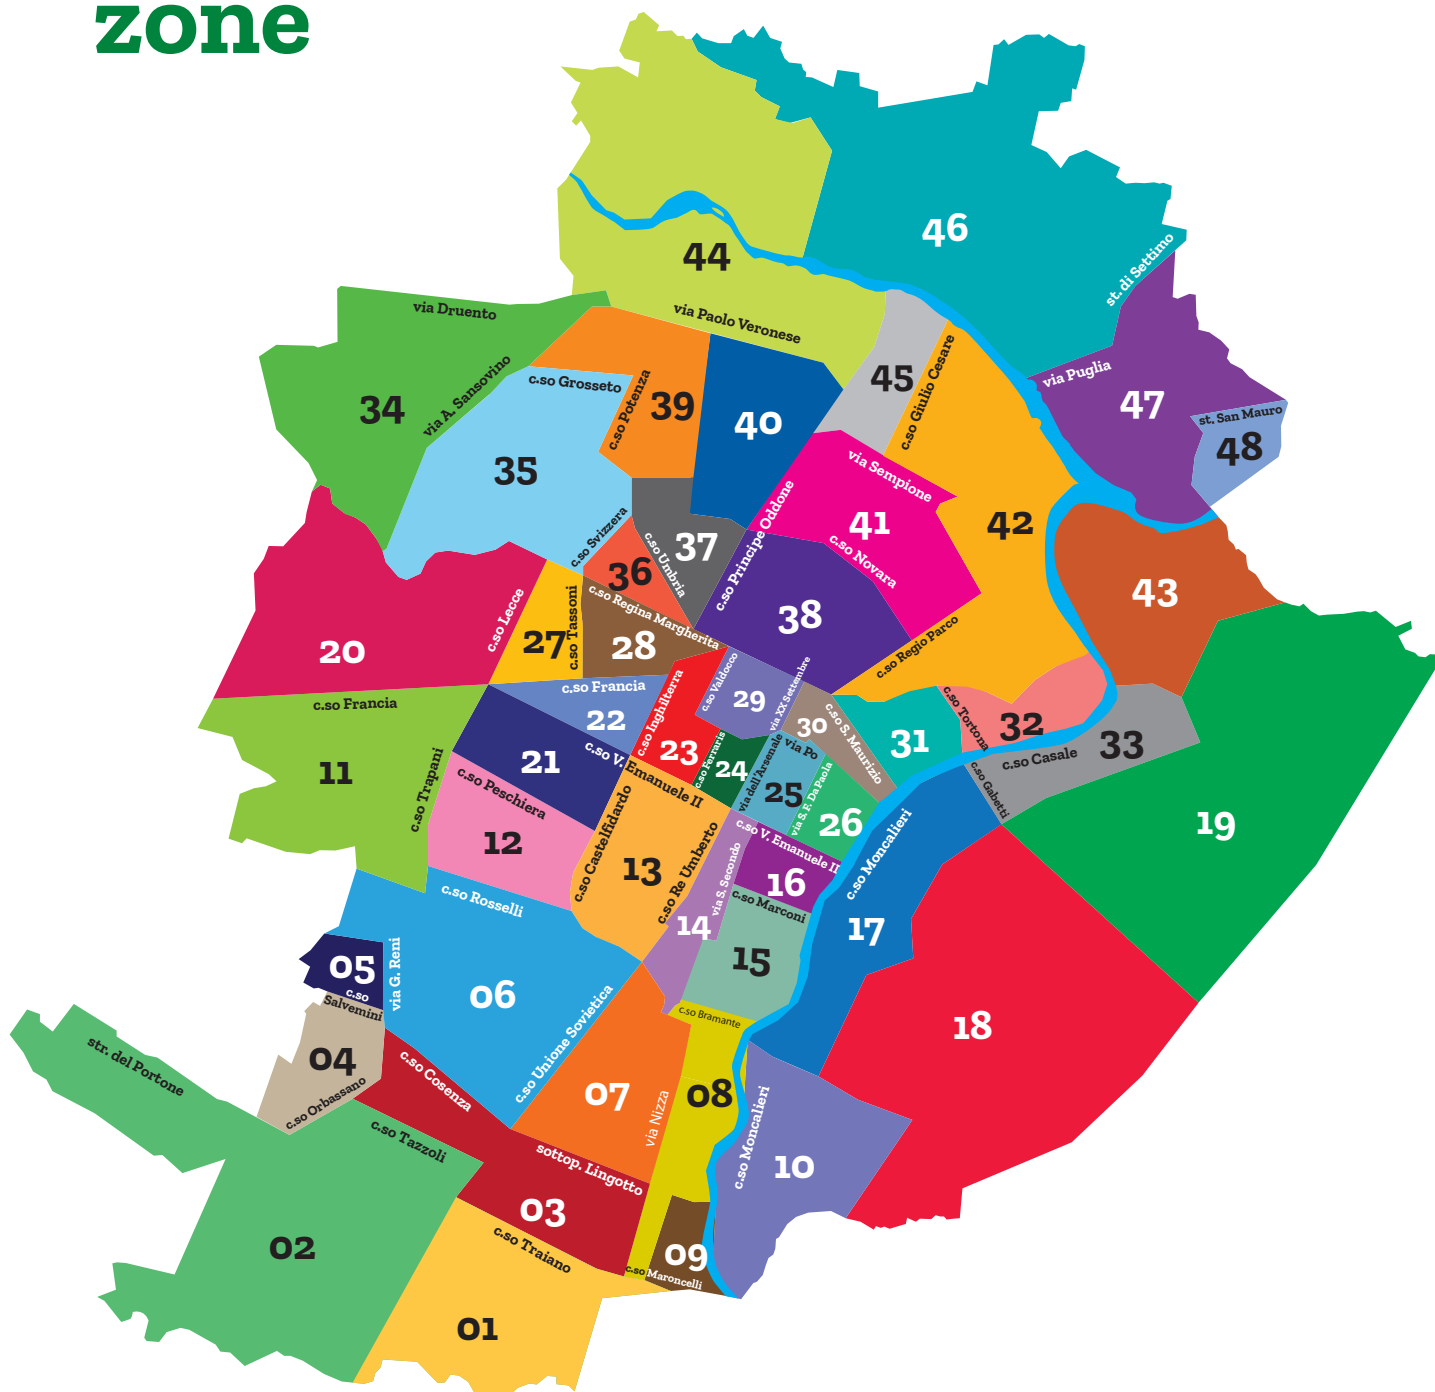 zone
46
44
st. di Settimo
via Druento
via Paolo Veronese
via Puglia
45
c.so Giulio Cesare
47
34
via A. Sansovino
c.so Grosseto
c.so Potenza
39
40
st. San Mauro
48
35
via Sempione
c.so Svizzera
c.so Umbria
37
c.so Principe Oddone
41
c.so Novara
42
36
43
c.so Regina Margherita
38
c.so Lecce
27
c.so Tassoni
28
20
c.so Regio Parco
c.so Francia
c.so Francia
22
c.so Inghilterra
c.so Valdocco
29
via XX Settembre
30
c.so S. Maurizio
31
c.so Tortona
32
33
c.so Casale
c.so Gabetti
11
c.so Trapani
21
c.so V. Emanuele II
23
c.so Ferraris
24
via dell'Arsenale
via Po
25
via S. F. Da Paola
26
19
c.so Peschiera
12
c.so Castelfidardo
13
c.so Re Umberto
c.so V. Emanuele II
via S. Secondo
16
c.so Moncalieri
c.so Rosselli
c.so Marconi
14
17
15
05
c.so
Salvemini
via G. Reni
06
18
c.so Unione Sovietica
c.so Bramante
str. del Portone
04
c.so Orbassano
c.so Cosenza
07
via Nizza
08
c.so Tazzoli
sottop. Lingotto
c.so Moncalieri
10
03
02
c.so Traiano
09
c.so Maroncelli
01